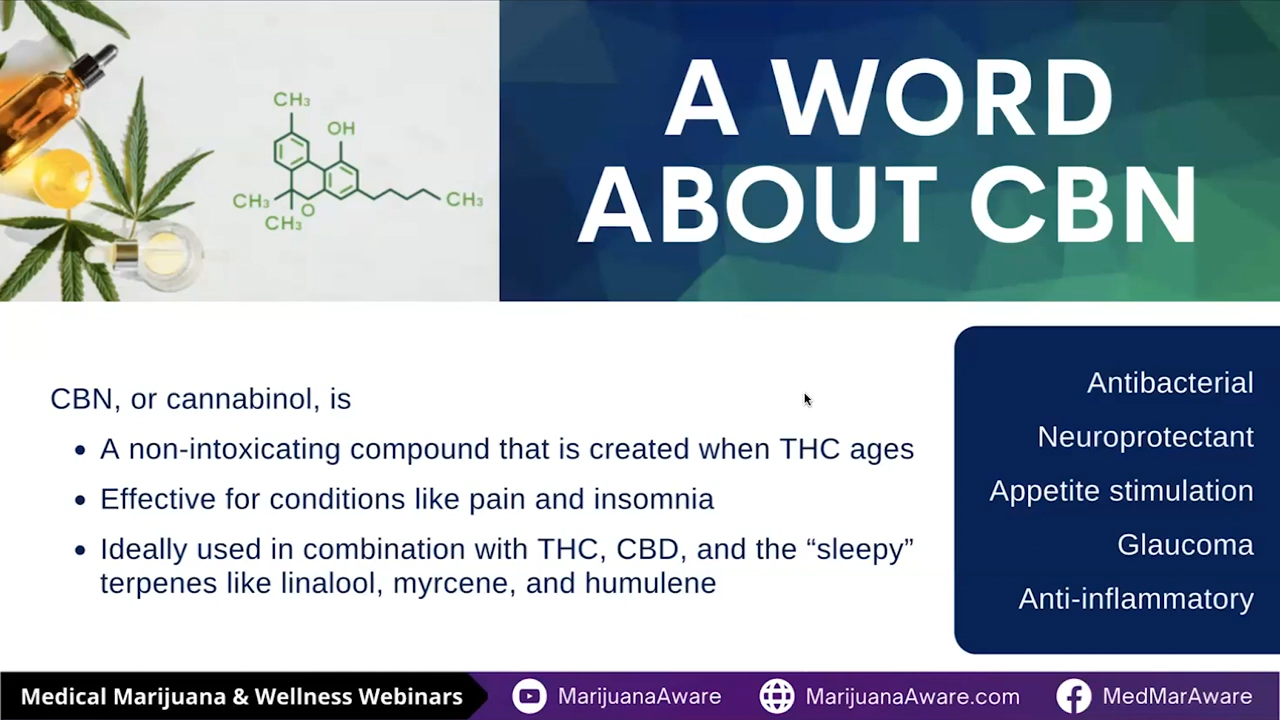 CH₃
OH
CH₃
O
CH₃
CH₃
A WORD
ABOUT CBN
CBN, or cannabinol, is
• A non-intoxicating compound that is created when THC ages
• Effective for conditions like pain and insomnia
• Ideally used in combination with THC, CBD, and the “sleepy”
terpenes like linalool, myrcene, and humulene
Antibacterial
Neuroprotectant
Appetite stimulation
Glaucoma
Anti-inflammatory
Medical Marijuana & Wellness Webinars
MarijuanaAware
MarijuanaAware.com
MedMarAware